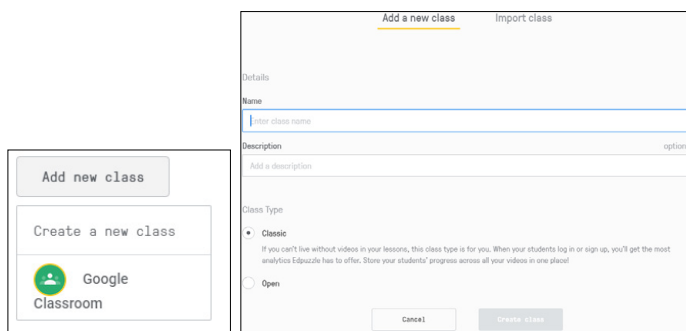 Add new class
Create a new class
Google
Classroom
Add a new class Import class
Details
Name
Enter class name
Description option
Add a description
Class Type
Classic
If you can't live without videos in your lessons, this class type is for you. When your students log in or sign up, you'll get the most
analytics Edpuzzle has to offer. Store your students' progress across all your videos in one place!
Open
Cancel Create class